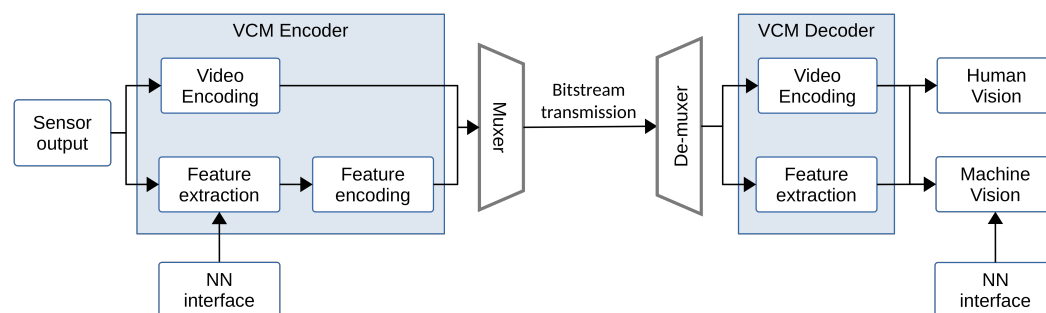 VCM Encoder
Video
Encoding
Sensor
output
Feature
extraction
Feature
encoding
NN
interface
Muxer
Bitstream
transmission
De-muxer
VCM Decoder
Video
Encoding
Feature
extraction
Human
Vision
Machine
Vision
NN
interface